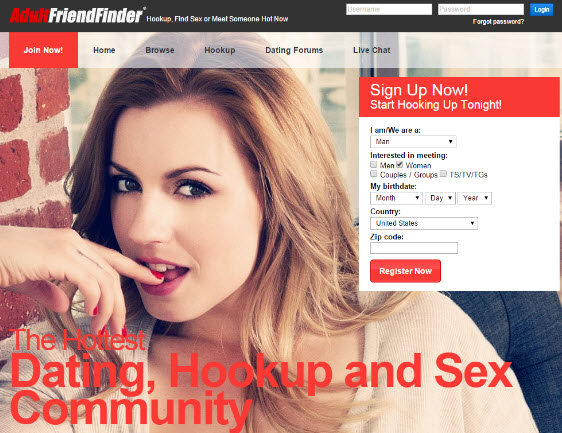 AdultFriendFinder®
Hookup, Find Sex or Meet Someone Hot Now
Username
Password
Login
Forgot password?
Join Now!
Home
Browse
Hookup
Dating Forums
Live Chat
Sign Up Now!
Start Hooking Up Tonight!
I am/We are a:
Man
Interested in meeting:
Men Women
Couples / Groups TS/TV/TGs
My birthdate:
Month Day Year
Country:
United States
Zip code:
Register Now
The Hottest
Dating, Hookup and Sex
Community